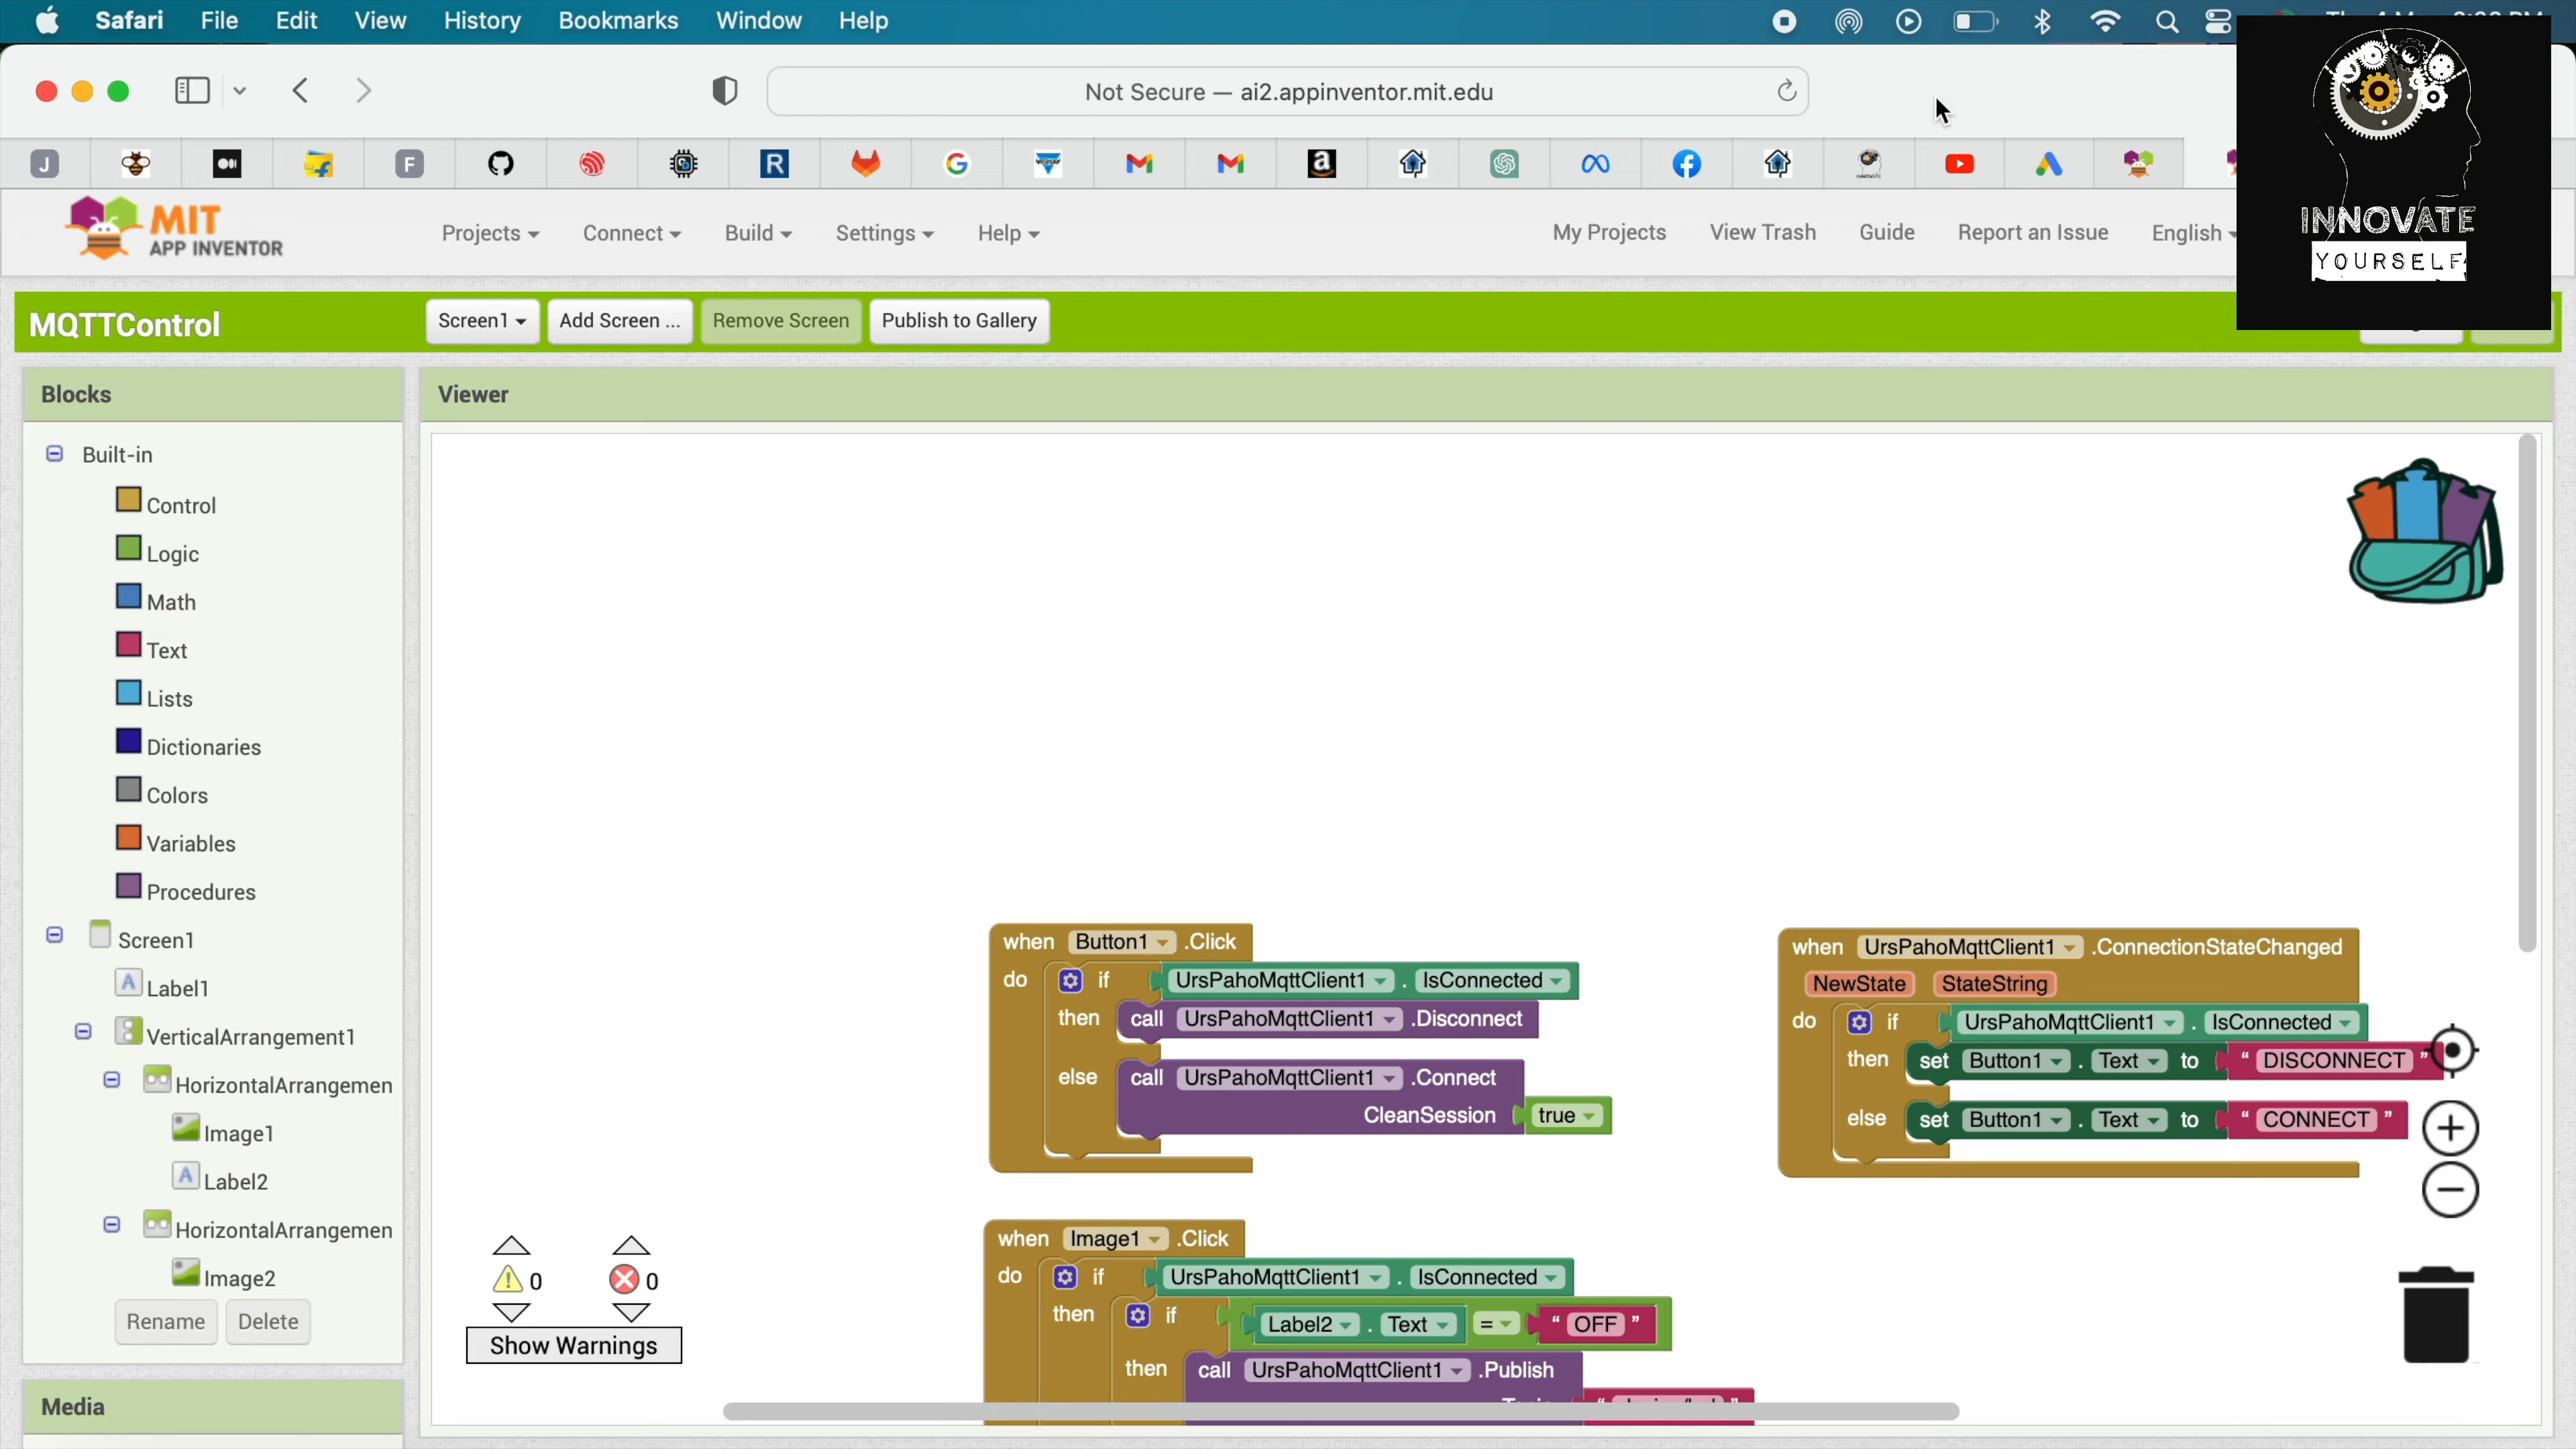 Safari File Edit View History Bookmarks Window Help
Not Secure — ai2.appinventor.mit.edu
J
F
R
a
G
INNOVATE
YOURSELF
MIT
APP INVENTOR
Projects Connect Build Settings Help My Projects View Trash Guide Report an Issue English
MQTTControl Screen1 Add Screen ... Remove Screen Publish to Gallery
Blocks
Viewer
Built-in
Control
Logic
Math
Text
Lists
Dictionaries
Colors
Variables
Procedures
Screen1
A Label1
VerticalArrangement1
HorizontalArrangemen
Image1
A Label2
HorizontalArrangemen
Image2
Rename Delete
Media
when Button1 .Click
do if UrsPahoMqttClient1 . IsConnected
then call UrsPahoMqttClient1 .Disconnect
else call UrsPahoMqttClient1 .Connect
CleanSession true
when UrsPahoMqttClient1 .ConnectionStateChanged
NewState StateString
do if UrsPahoMqttClient1 . IsConnected
then set Button1 . Text to “ DISCONNECT ”
else set Button1 . Text to “ CONNECT ”
when Image1 .Click
do if UrsPahoMqttClient1 . IsConnected
then if Label2 . Text = “ OFF ”
then call UrsPahoMqttClient1 .Publish
0 0
Show Warnings